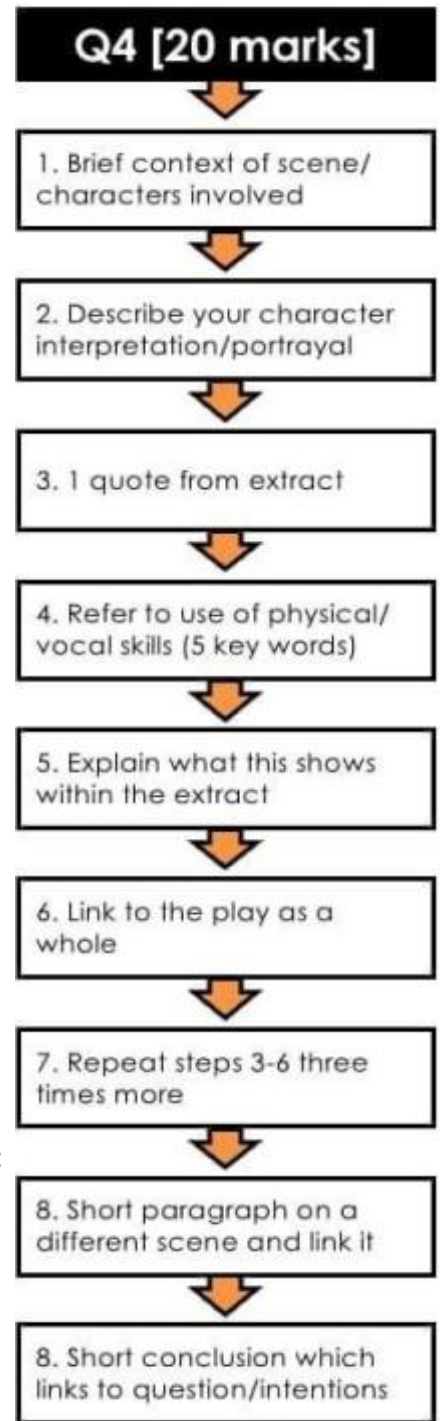 Q4 [20 marks]
1. Brief context of scene/
characters involved
2. Describe your character
interpretation/portrayal
3. 1 quote from extract
4. Refer to use of physical/
vocal skills (5 key words)
5. Explain what this shows
within the extract
6. Link to the play as a
whole
7. Repeat steps 3-6 three
times more
8. Short paragraph on a
different scene and link it
8. Short conclusion which
links to question/intentions